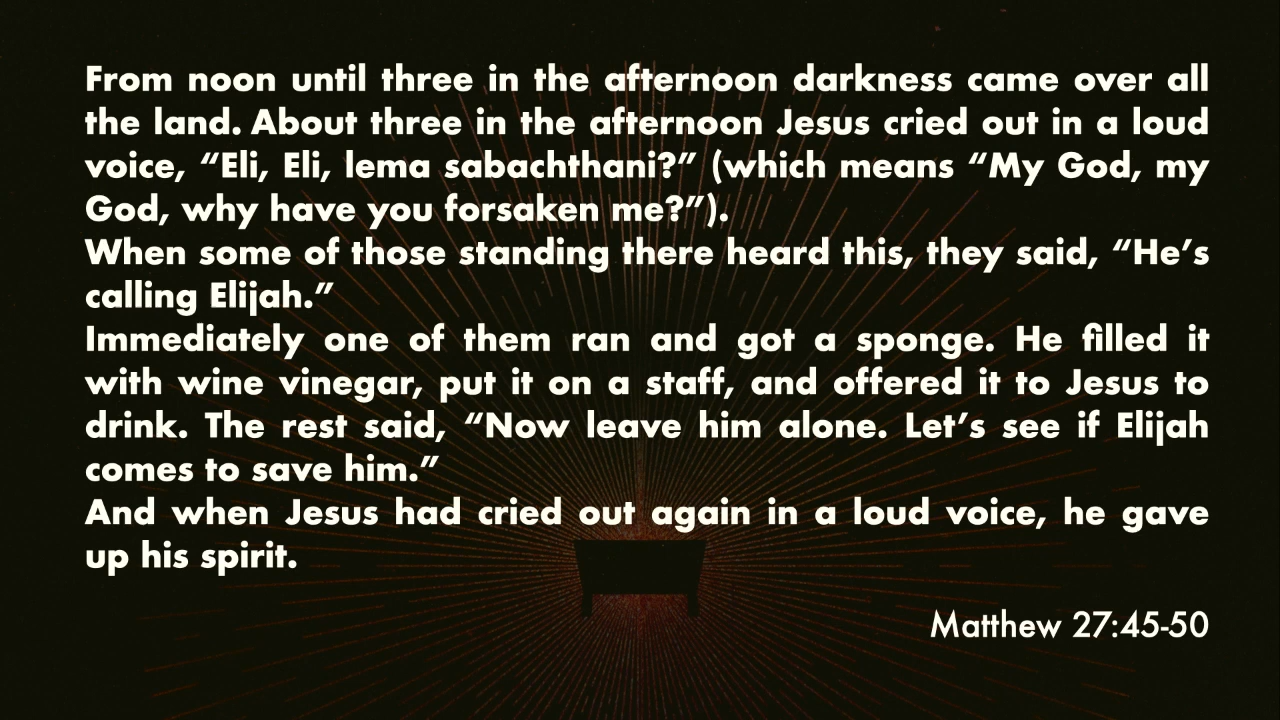 From noon until three in the afternoon darkness came over all
the land. About three in the afternoon Jesus cried out in a loud
voice, “Eli, Eli, lema sabachthani?” (which means “My God, my
God, why have you forsaken me?”).
When some of those standing there heard this, they said, “He’s
calling Elijah.”
Immediately one of them ran and got a sponge. He filled it
with wine vinegar, put it on a staff, and offered it to Jesus to
drink. The rest said, “Now leave him alone. Let’s see if Elijah
comes to save him.”
And when Jesus had cried out again in a loud voice, he gave
up his spirit.
Matthew 27:45-50